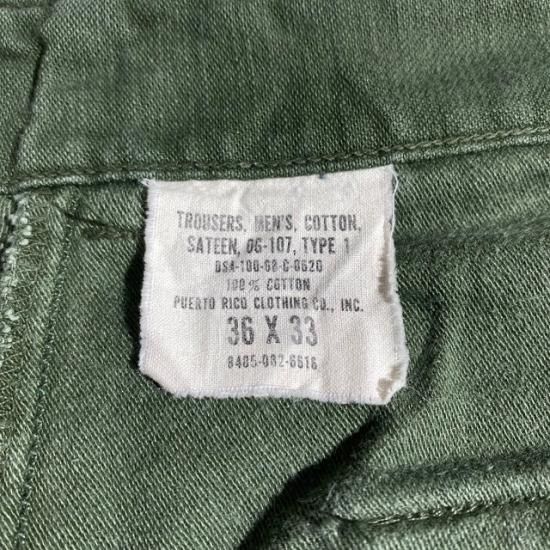 TROUSERS, MEN'S, COTTON,
SATEEN, OG-107, TYPE 1
DSA-100-68-C-0620
100% COTTON
PUERTO RICO CLOTHING CO., INC.
36 X 33
8405-082-6616